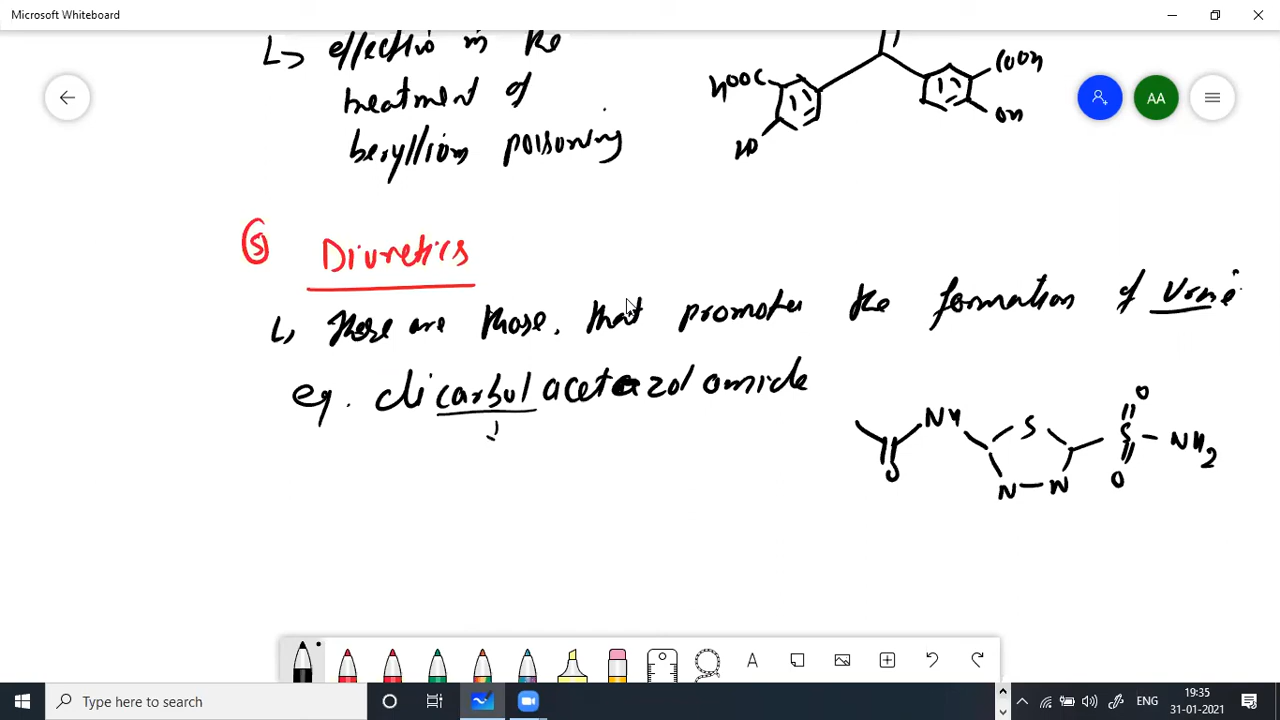 Microsoft Whiteboard
L> effective in the
treatment of
beryllium poisoning
COOH
HOOC
OH
HO
AA
5 Diuretics
L, These are those, that promotes the formation of Urine
eg. dicarbul acetazolamide
O
NH S S NH2
O N N O
A
Type here to search
ENG
19:35
31-01-2021